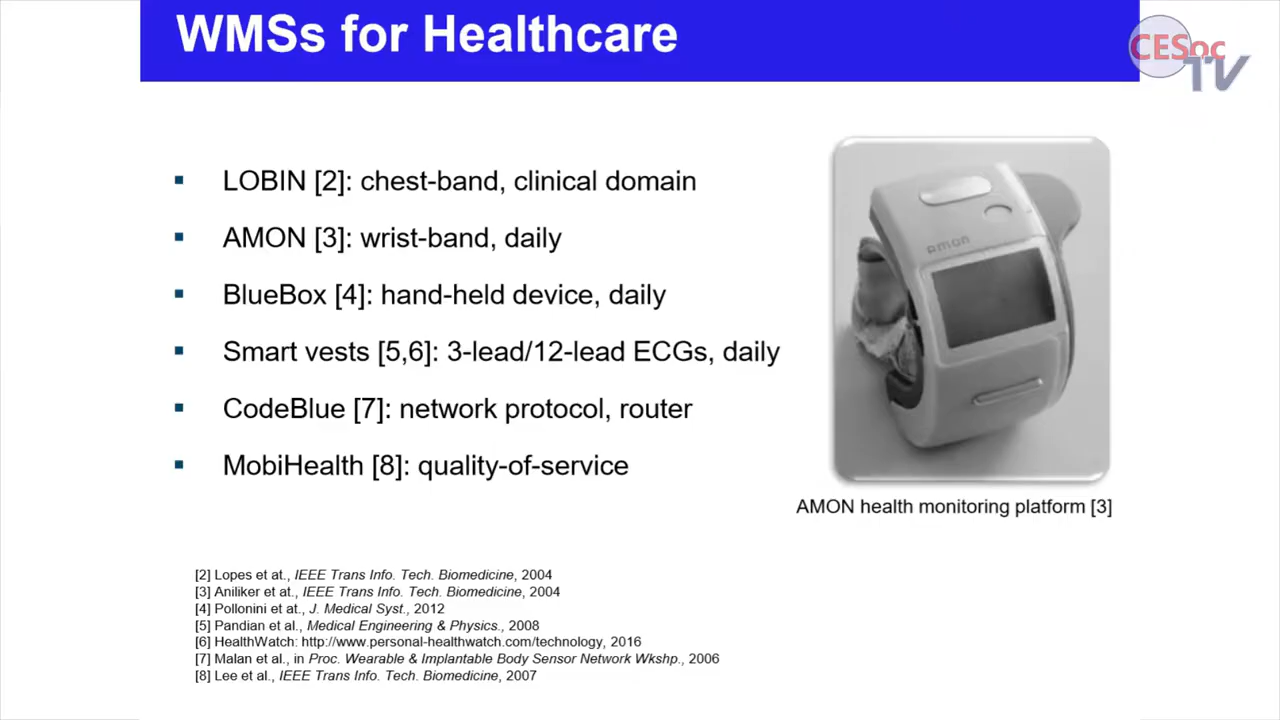 WMSs for Healthcare
CESoc
TV
▪ LOBIN [2]: chest-band, clinical domain
▪ AMON [3]: wrist-band, daily
▪ BlueBox [4]: hand-held device, daily
▪ Smart vests [5,6]: 3-lead/12-lead ECGs, daily
▪ CodeBlue [7]: network protocol, router
▪ MobiHealth [8]: quality-of-service
Amon
AMON health monitoring platform [3]
[2] Lopes et at., IEEE Trans Info. Tech. Biomedicine, 2004
[3] Aniliker et at., IEEE Trans Info. Tech. Biomedicine, 2004
[4] Pollonini et at., J. Medical Syst., 2012
[5] Pandian et al., Medical Engineering & Physics., 2008
[6] HealthWatch: http://www.personal-healthwatch.com/technology, 2016
[7] Malan et al., in Proc. Wearable & Implantable Body Sensor Network Wkshp., 2006
[8] Lee et al., IEEE Trans Info. Tech. Biomedicine, 2007